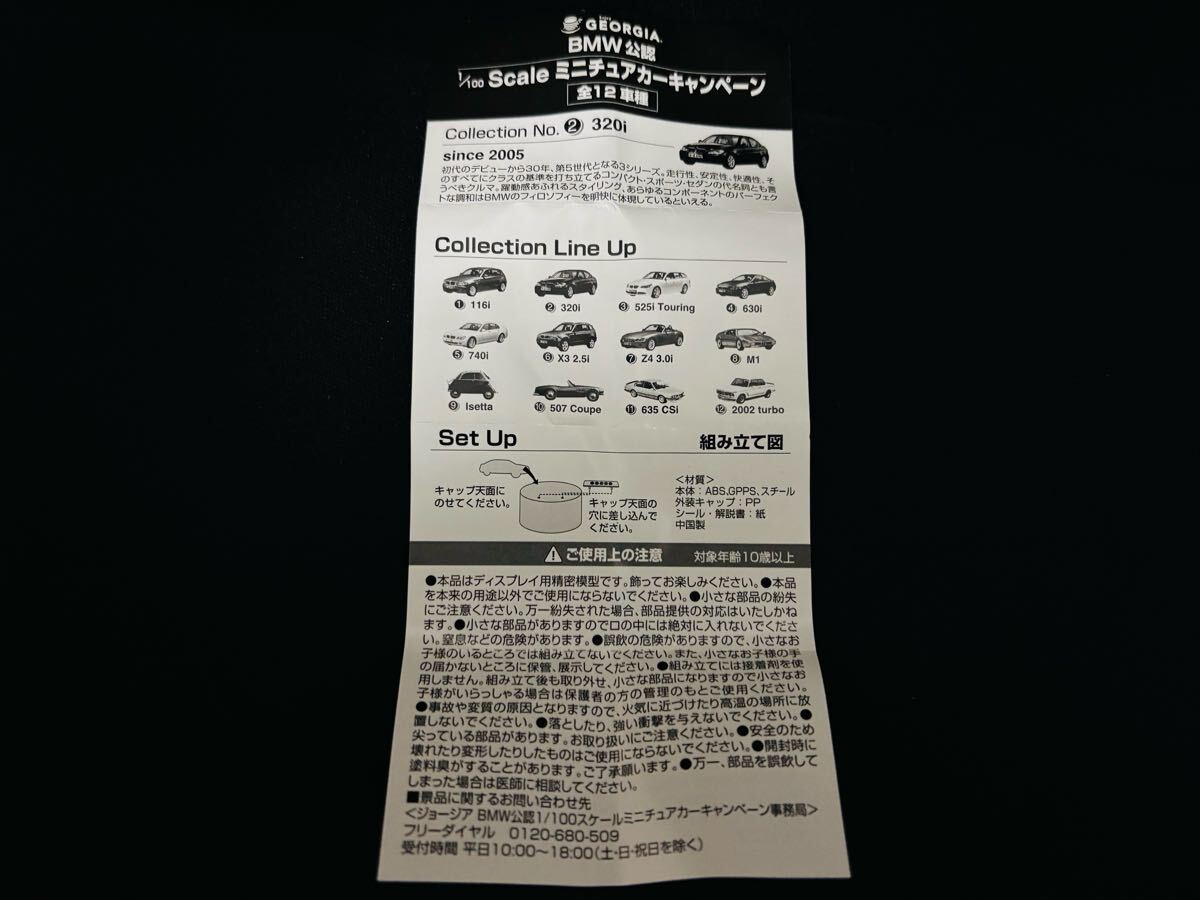 GEORGIA
BMW公認
1/100 Scale ミニチュアカーキャンペーン
全12車種
Collection No. ❷ 320i
since 2005
初代のデビューから30年、第5世代となる3シリーズ。走行性、安定性、快適性、そ
のすべてにクラスの基準を打ち立てるコンパクト・スポーツ・セダンの代名詞とも言
うべきクルマ。躍動感あふれるスタイリング、あらゆるコンポーネントのパーフェク
トな調和はBMWのフィロソフィーを明快に体現しているといえる。
Collection Line Up
❶ 116i ❷ 320i ❸ 525i Touring ❹ 630i
❺ 740i ❻ X3 2.5i ❼ Z4 3.0i ❽ M1
❾ Isetta ❿ 507 Coupe ⓫ 635 CSi ⓬ 2002 turbo
Set Up 組み立て図
キャップ天面に
のせてください。
キャップ天面の
穴に差し込んで
ください。
＜材質＞
本体：ABS,GPPS,スチール
外装キャップ：PP
シール・解説書：紙
中国製
⚠ ご使用上の注意 対象年齢10歳以上
●本品はディスプレイ用精密模型です。飾ってお楽しみください。●本品
を本来の用途以外でご使用にならないでください。●小さな部品の紛失
にご注意ください。万一紛失された場合、部品提供の対応はいたしかね
ます。●小さな部品がありますので口の中には絶対に入れないでくださ
い。窒息などの危険があります。●誤飲の危険がありますので、小さなお
子様のいるところでは組み立てないでください。また、小さなお子様の手
の届かないところに保管、展示してください。●組み立てには接着剤を使
用しません。組み立て後も取り外せ、小さな部品になりますので小さなお
子様がいらっしゃる場合は保護者の方の管理のもとご使用ください。
●事故や変質の原因となりますので、火気に近づけたり高温の場所に放
置しないでください。●落としたり、強い衝撃を与えないでください。●
尖っている部品があります。お取り扱いにご注意ください。●安全のため
壊れたり変形したりしたものはご使用にならないでください。●開封時に
塗料臭がすることがあります。ご了承願います。●万一、部品を誤飲して
しまった場合は医師に相談してください。
■景品に関するお問い合わせ先
＜ジョージア BMW公認1/100スケールミニチュアカーキャンペーン事務局＞
フリーダイヤル 0120-680-509
受付時間 平日10:00〜18:00(土・日・祝日を除く)